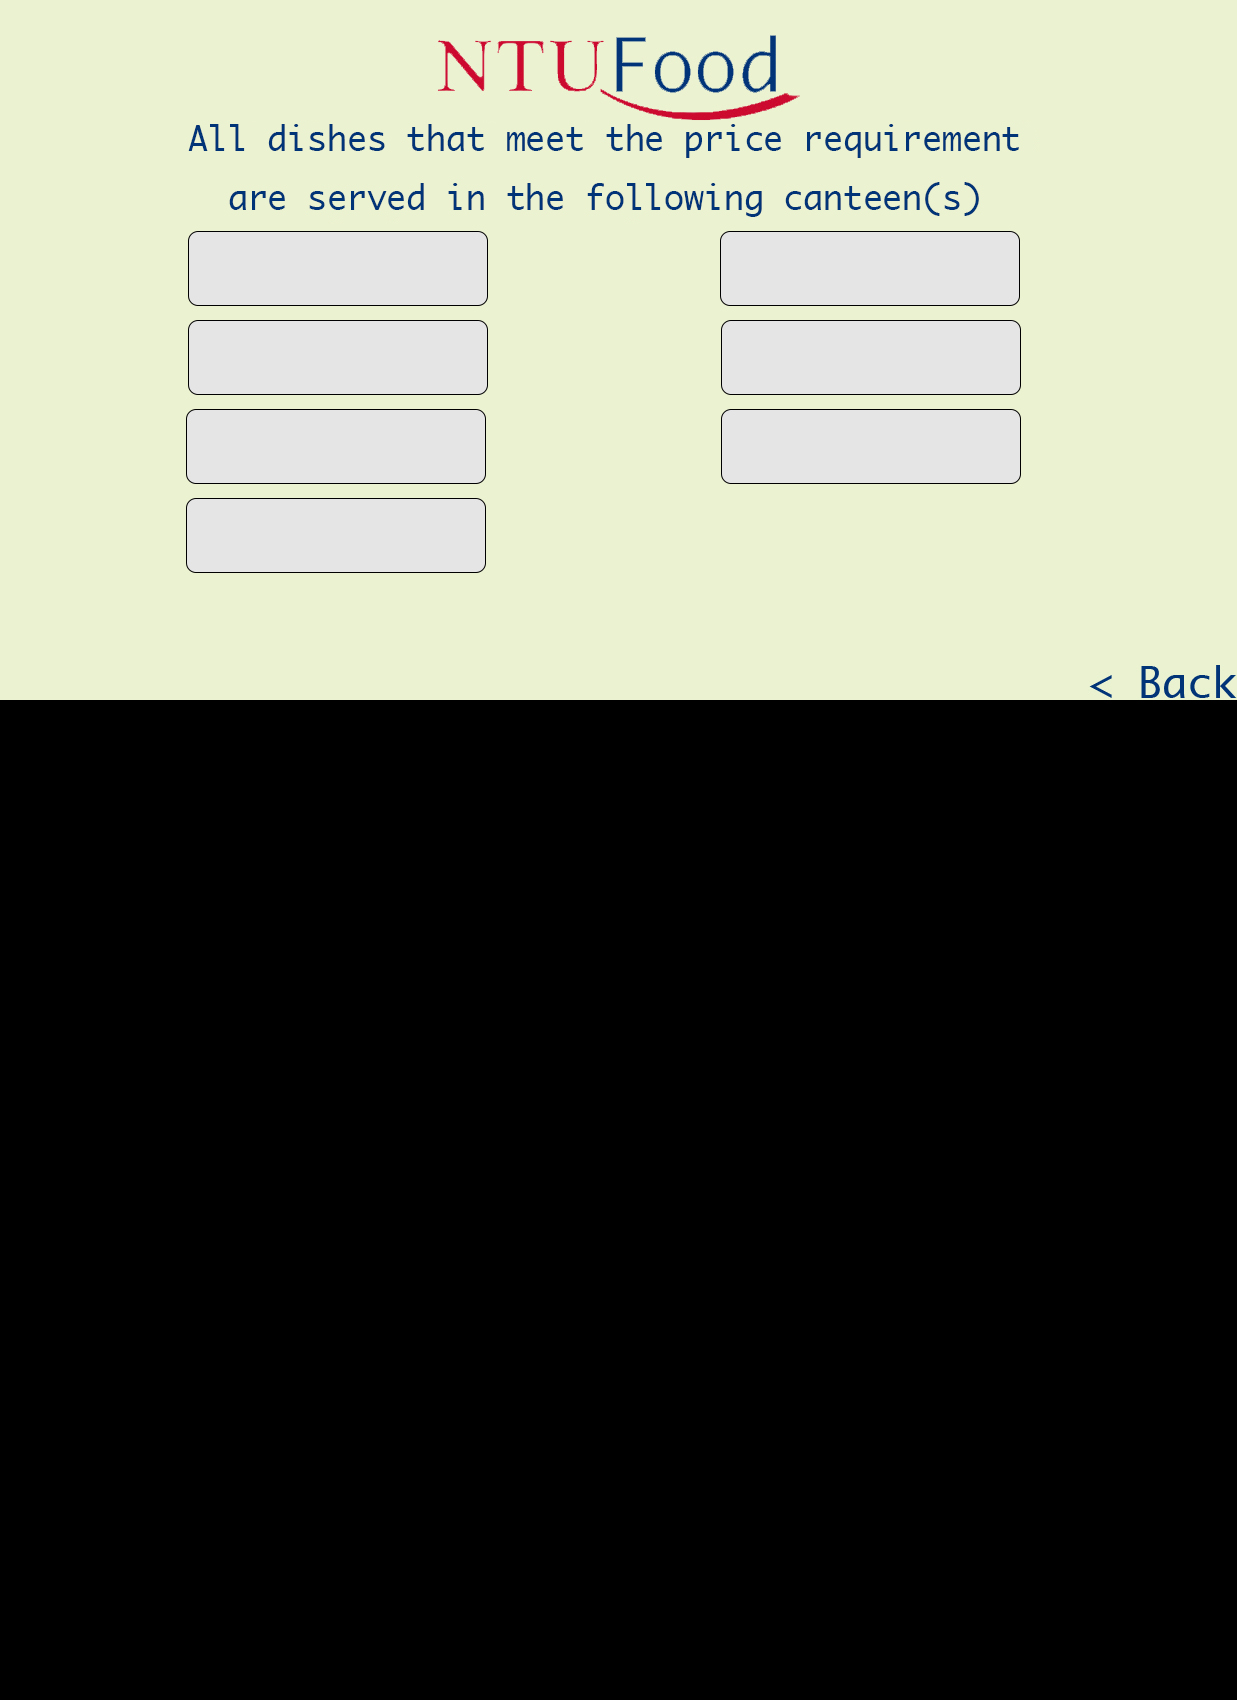 NTUFood
All dishes that meet the price requirement
are served in the following canteen(s)
< Back